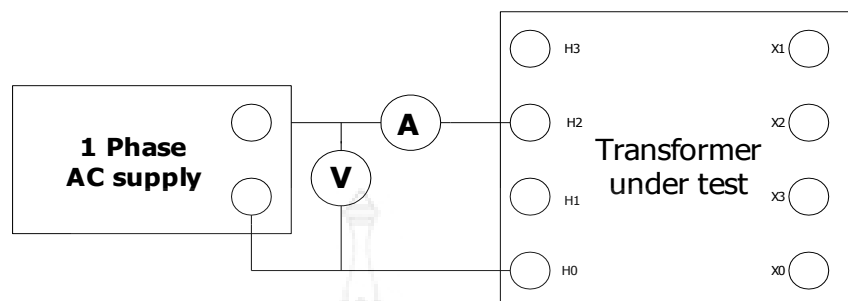 H3
X1
1 Phase
AC supply
A
H2
X2
V
Transformer
under test
H1
X3
H0
X0